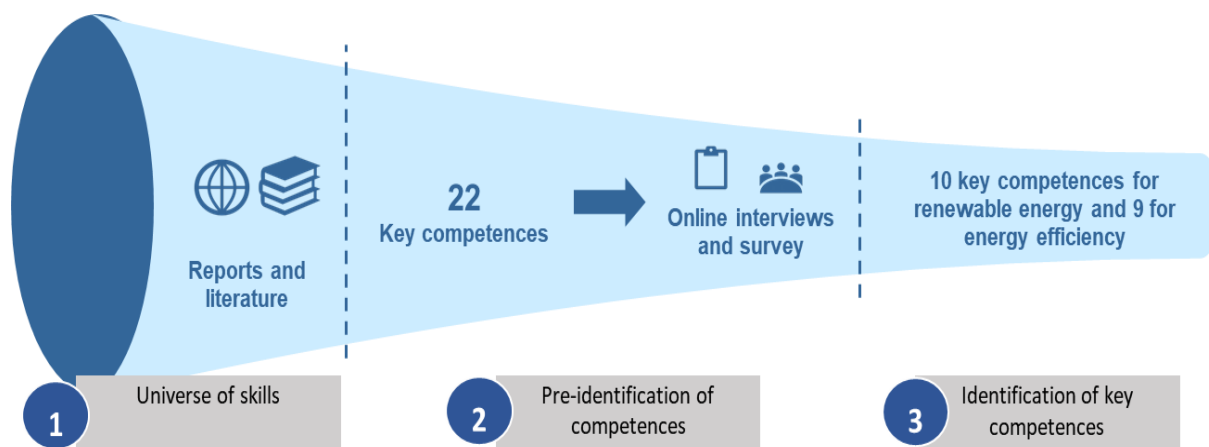 Reports and
literature
22
Key competences
Online interviews
and survey
10 key competences for
renewable energy and 9 for
energy efficiency
1
Universe of skills
2
Pre-identification of
competences
3
Identification of key
competences